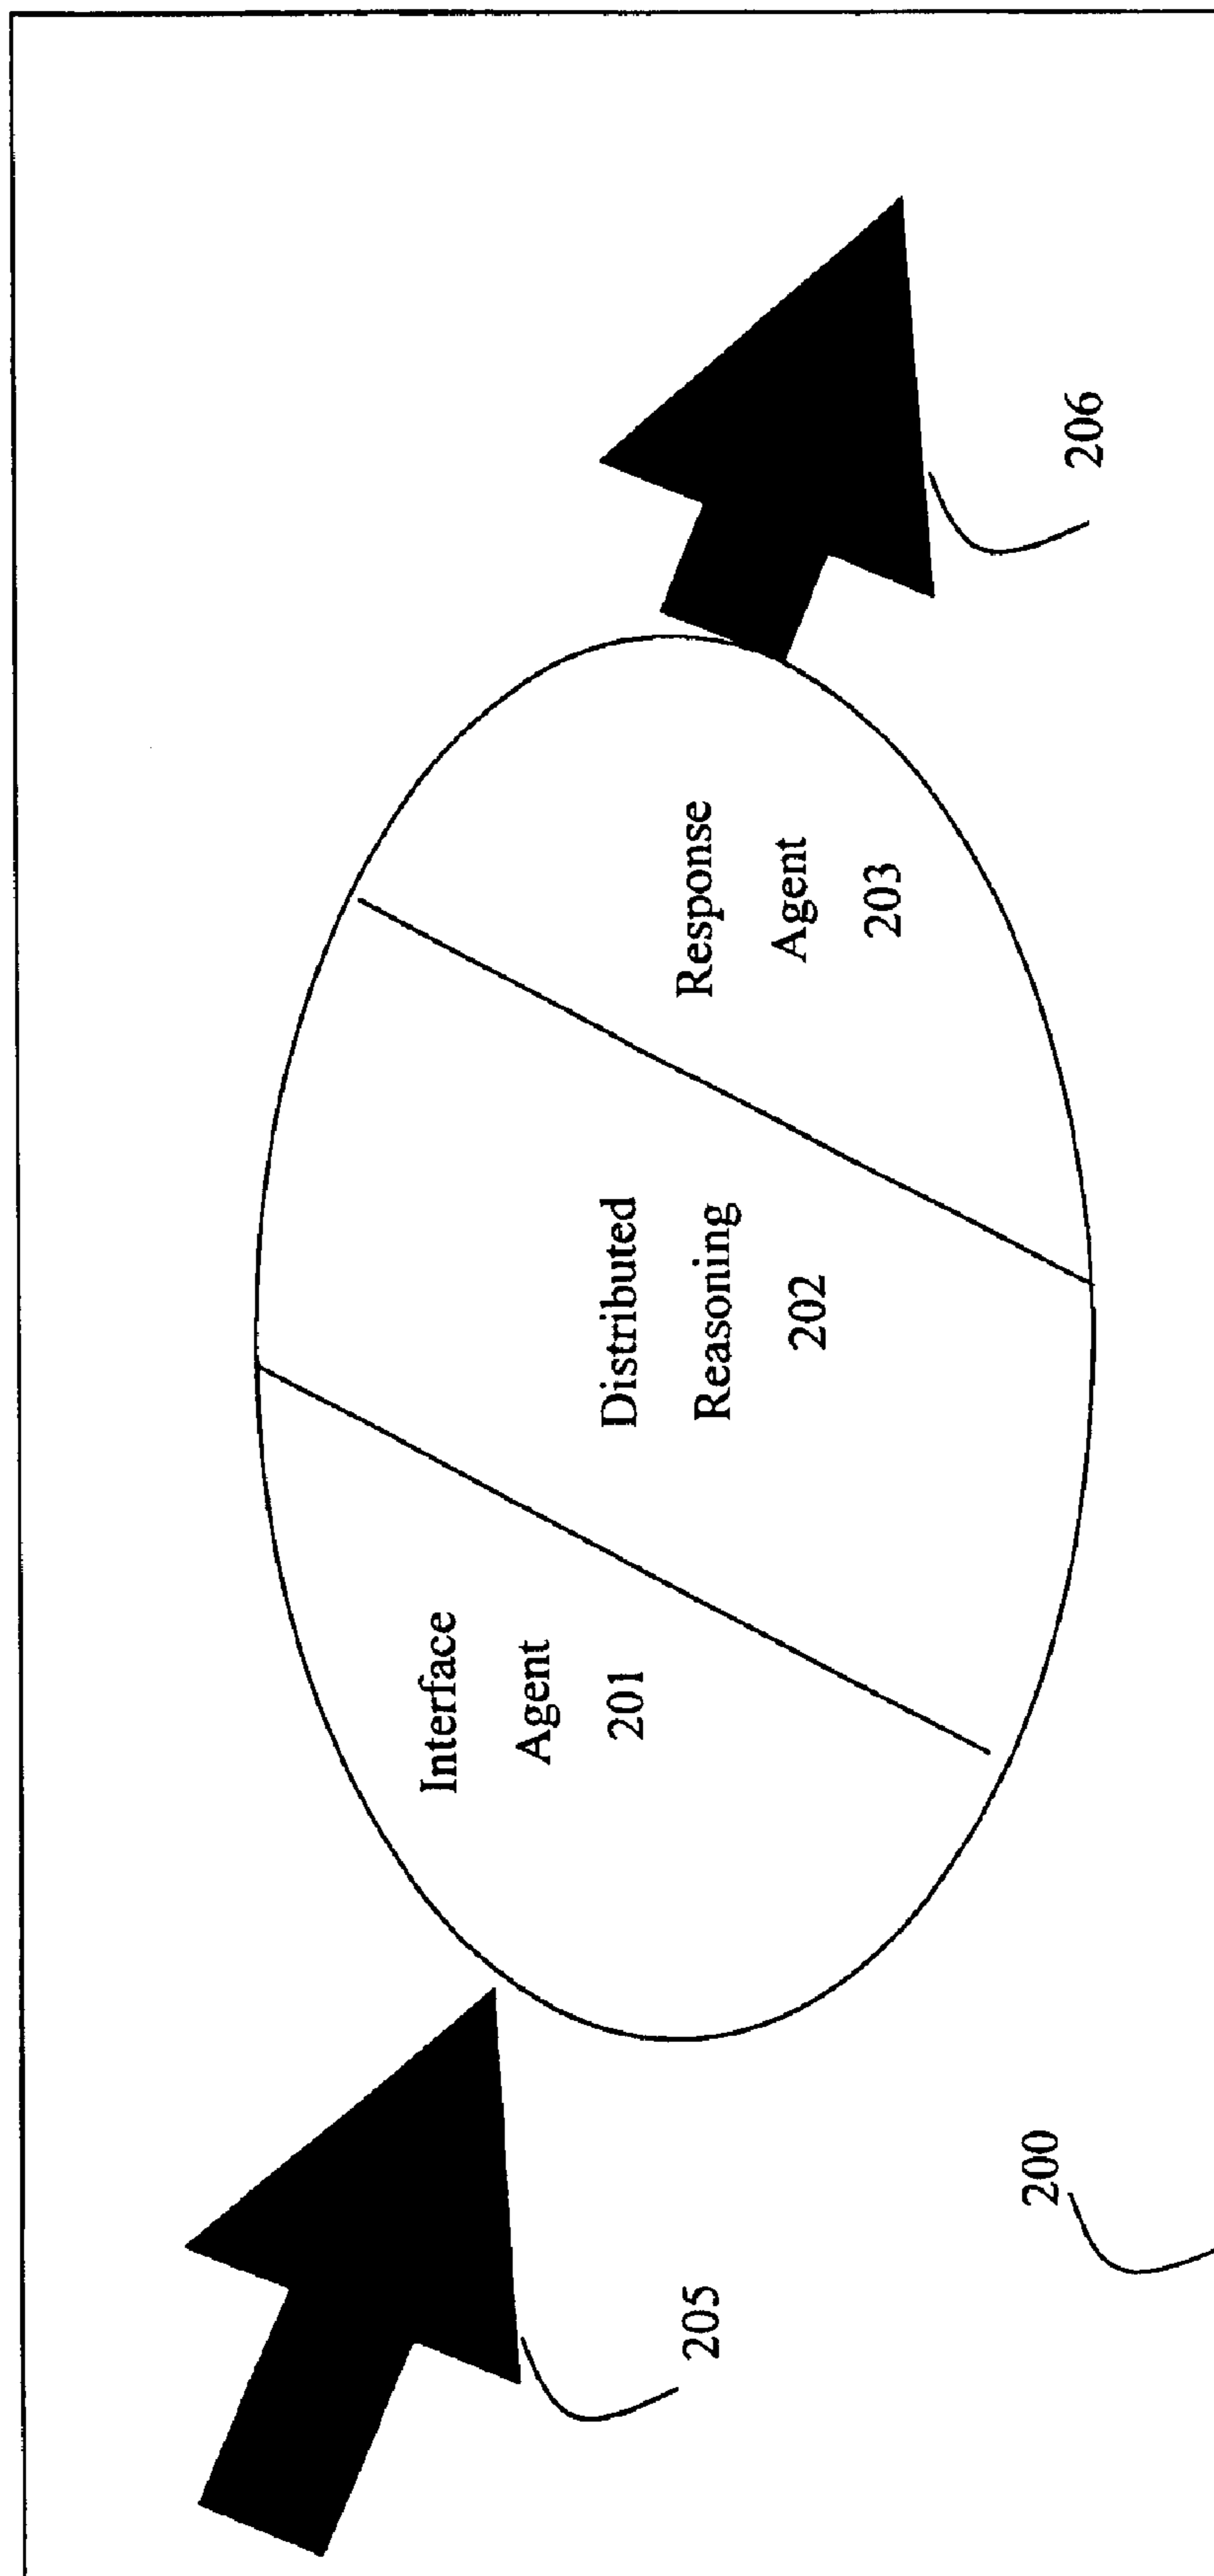 205
200
Interface
Agent
201
Distributed
Reasoning
202
Response
Agent
203
206